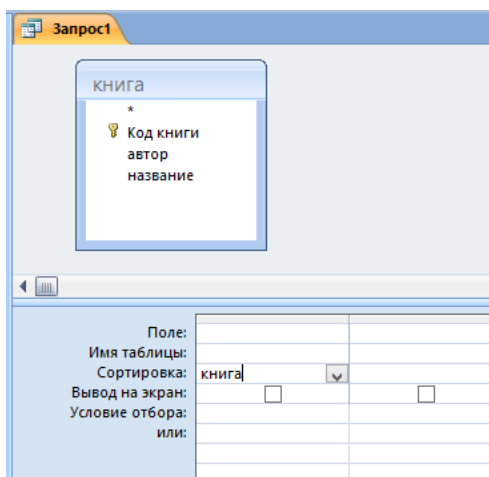 Запрос1
книга
*
Код книги
автор
название
Поле:
Имя таблицы:
Сортировка: книга
Вывод на экран:
Условие отбора:
или: